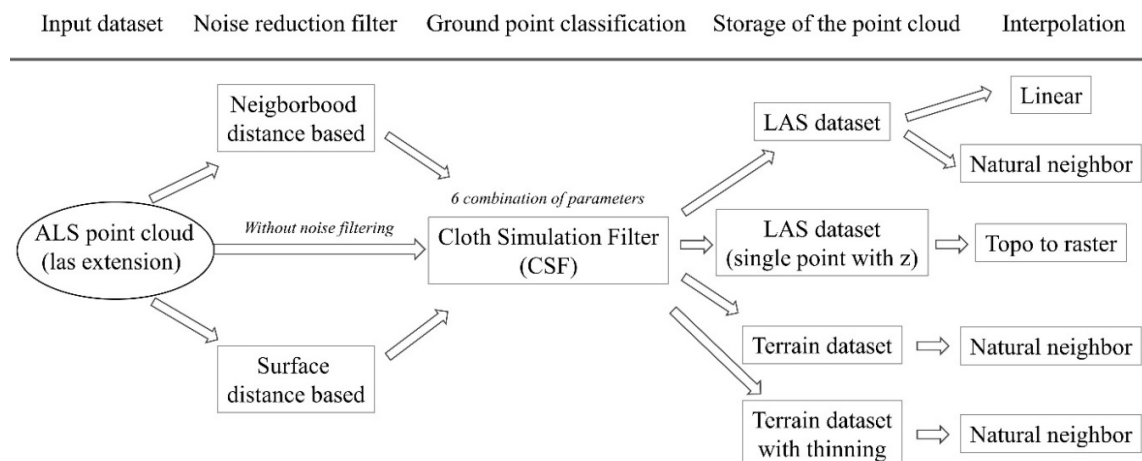 Input dataset
Noise reduction filter
Ground point classification
Storage of the point cloud
Interpolation
Neigborbood
distance based
LAS dataset
Linear
Natural neighbor
6 combination of parameters
Without noise filtering
ALS point cloud
(las extension)
Cloth Simulation Filter
(CSF)
LAS dataset
(single point with z)
Topo to raster
Surface
distance based
Terrain dataset
Natural neighbor
Terrain dataset
with thinning
Natural neighbor